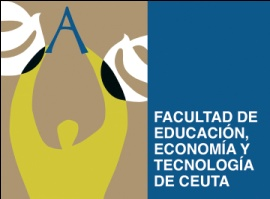 A
FACULTAD DE
EDUCACIÓN,
ECONOMÍA Y
TECNOLOGÍA
DE CEUTA